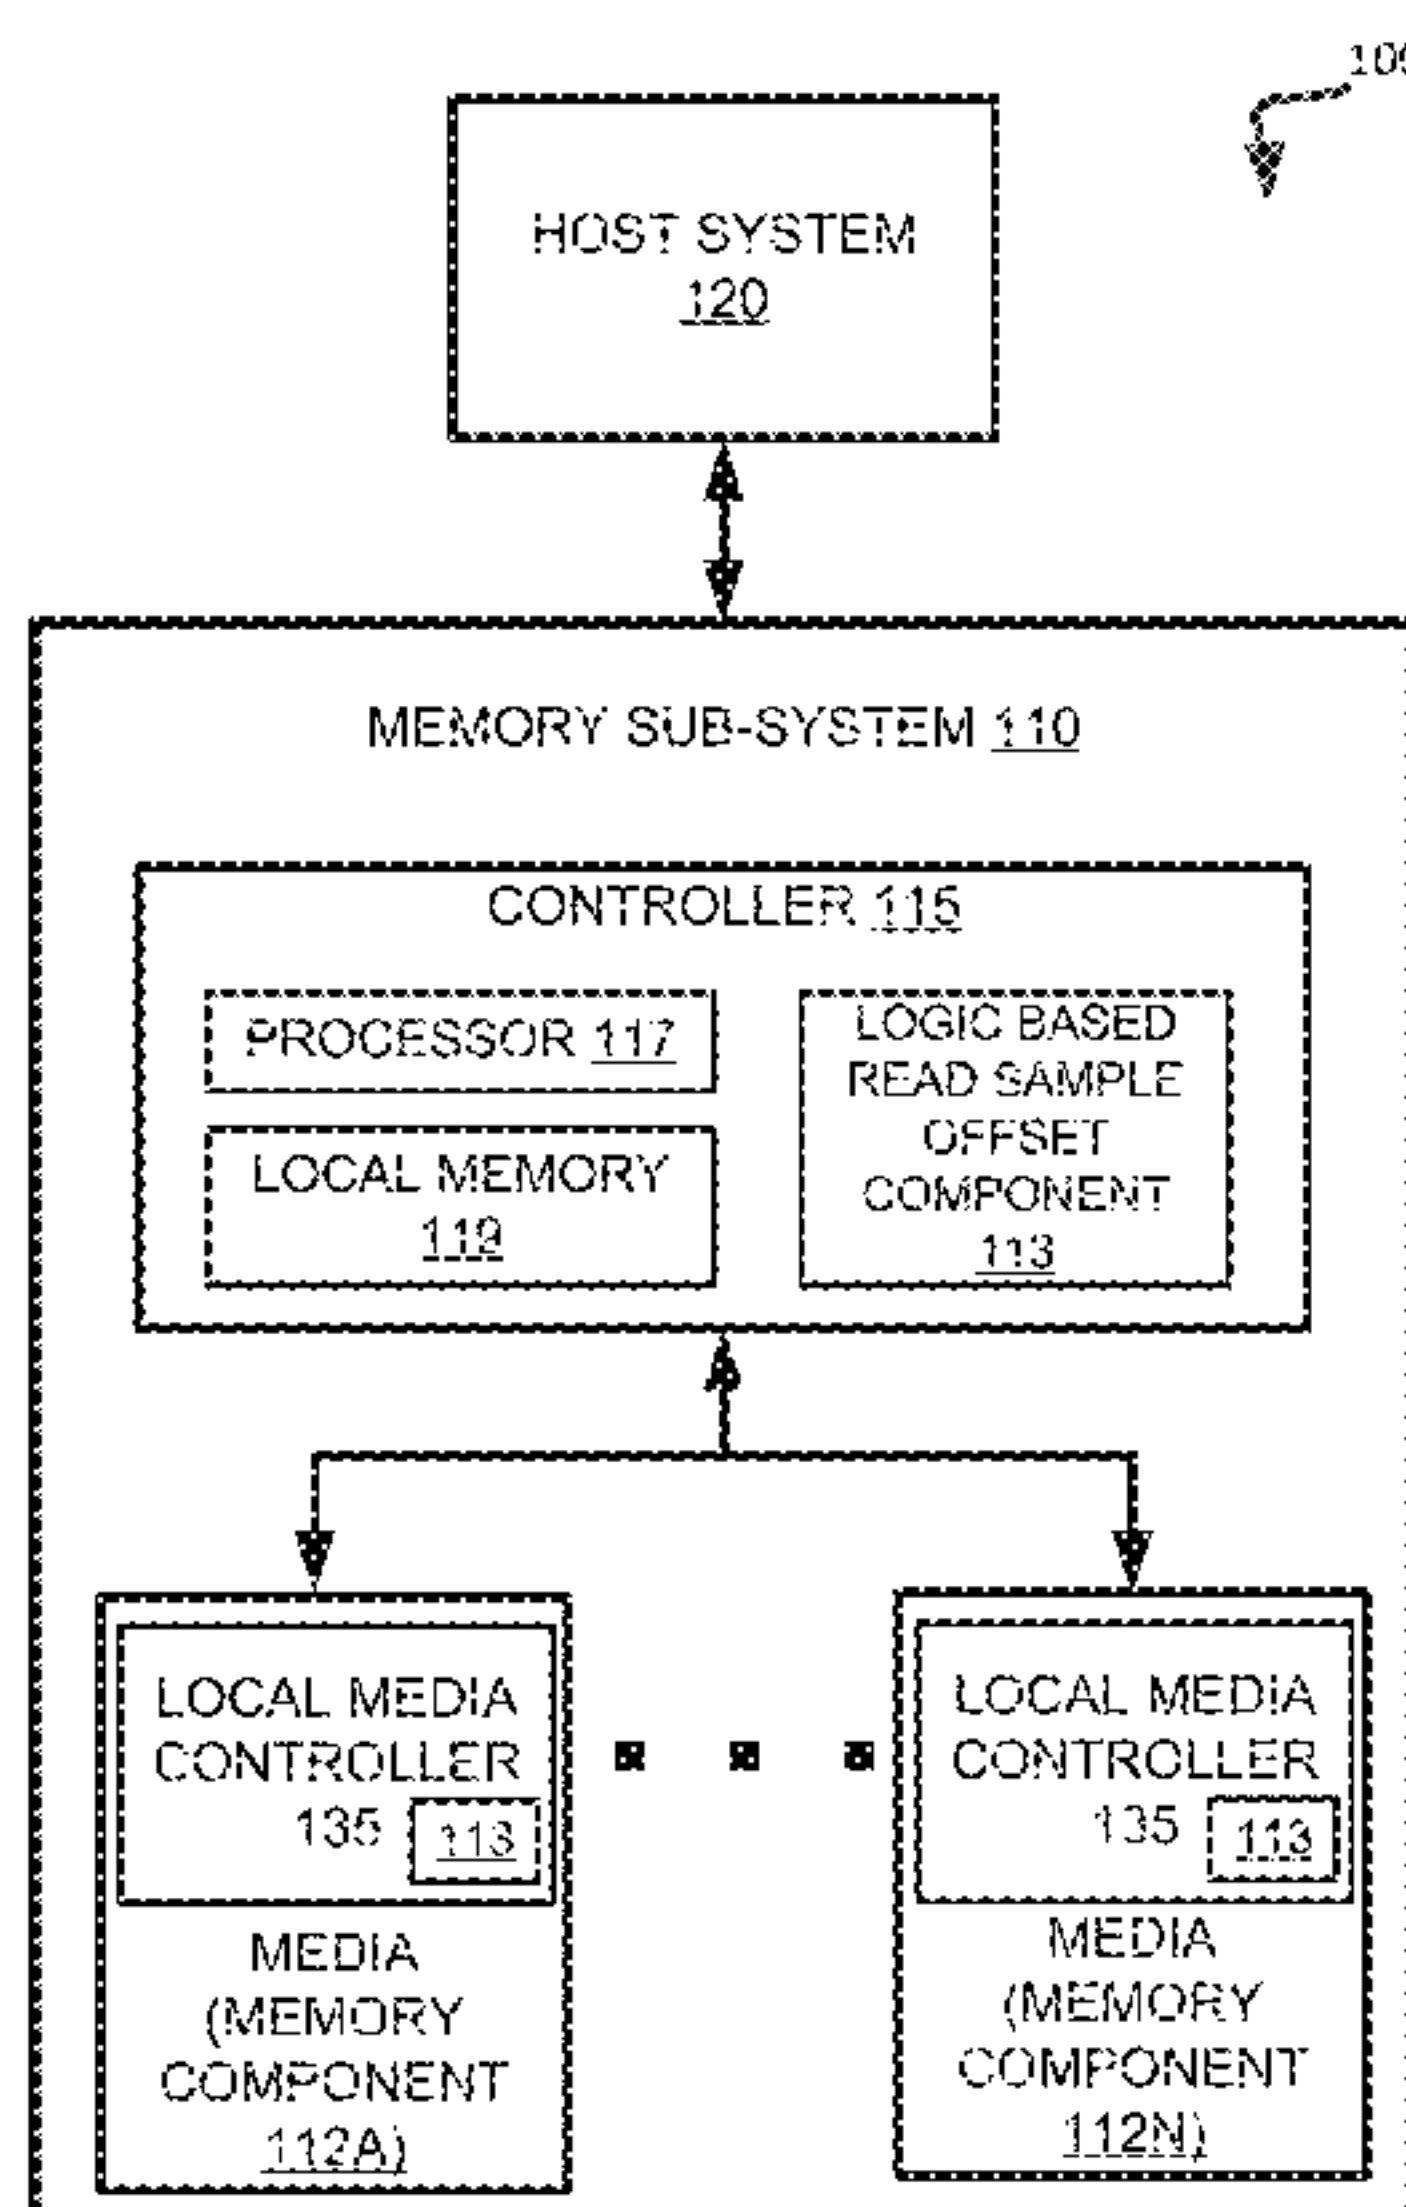 HOST SYSTEM
120
MEMORY SUB-SYSTEM 110
CONTROLLER 115
PROCESSOR 117
LOCAL MEMORY
119
LOGIC BASED
READ SAMPLE
OFFSET
COMPONENT
113
LOCAL MEDIA
CONTROLLER
135 113
MEDIA
(MEMORY
COMPONENT
112A)
LOCAL MEDIA
CONTROLLER
135 113
MEDIA
(MEMORY
COMPONENT
112N)